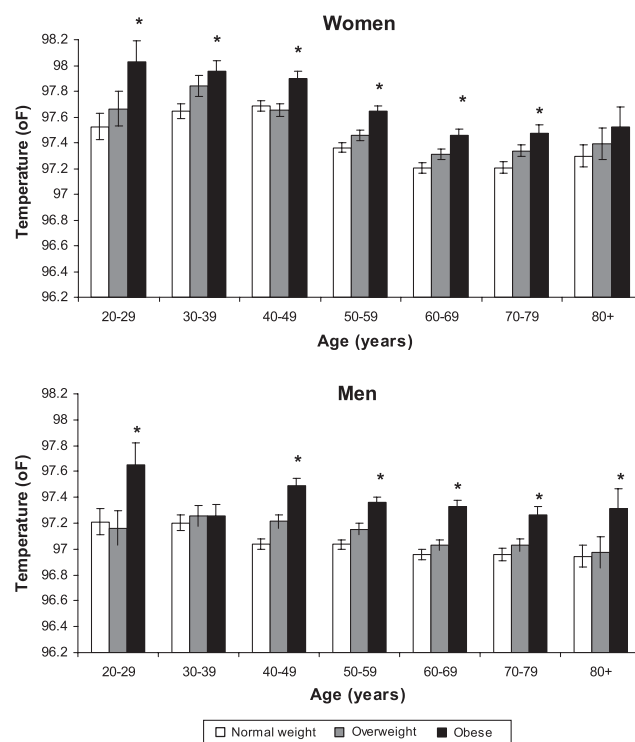 Women
98.2
98
97.8
97.6
97.4
97.2
97
96.8
96.6
96.4
96.2
Temperature (oF)
* * * * * *
20-29 30-39 40-49 50-59 60-69 70-79 80+
Age (years)
Men
98.2
98
97.8
97.6
97.4
97.2
97
96.8
96.6
96.4
96.2
Temperature (oF)
* * * * * *
20-29 30-39 40-49 50-59 60-69 70-79 80+
Age (years)
Normal weight Overweight Obese